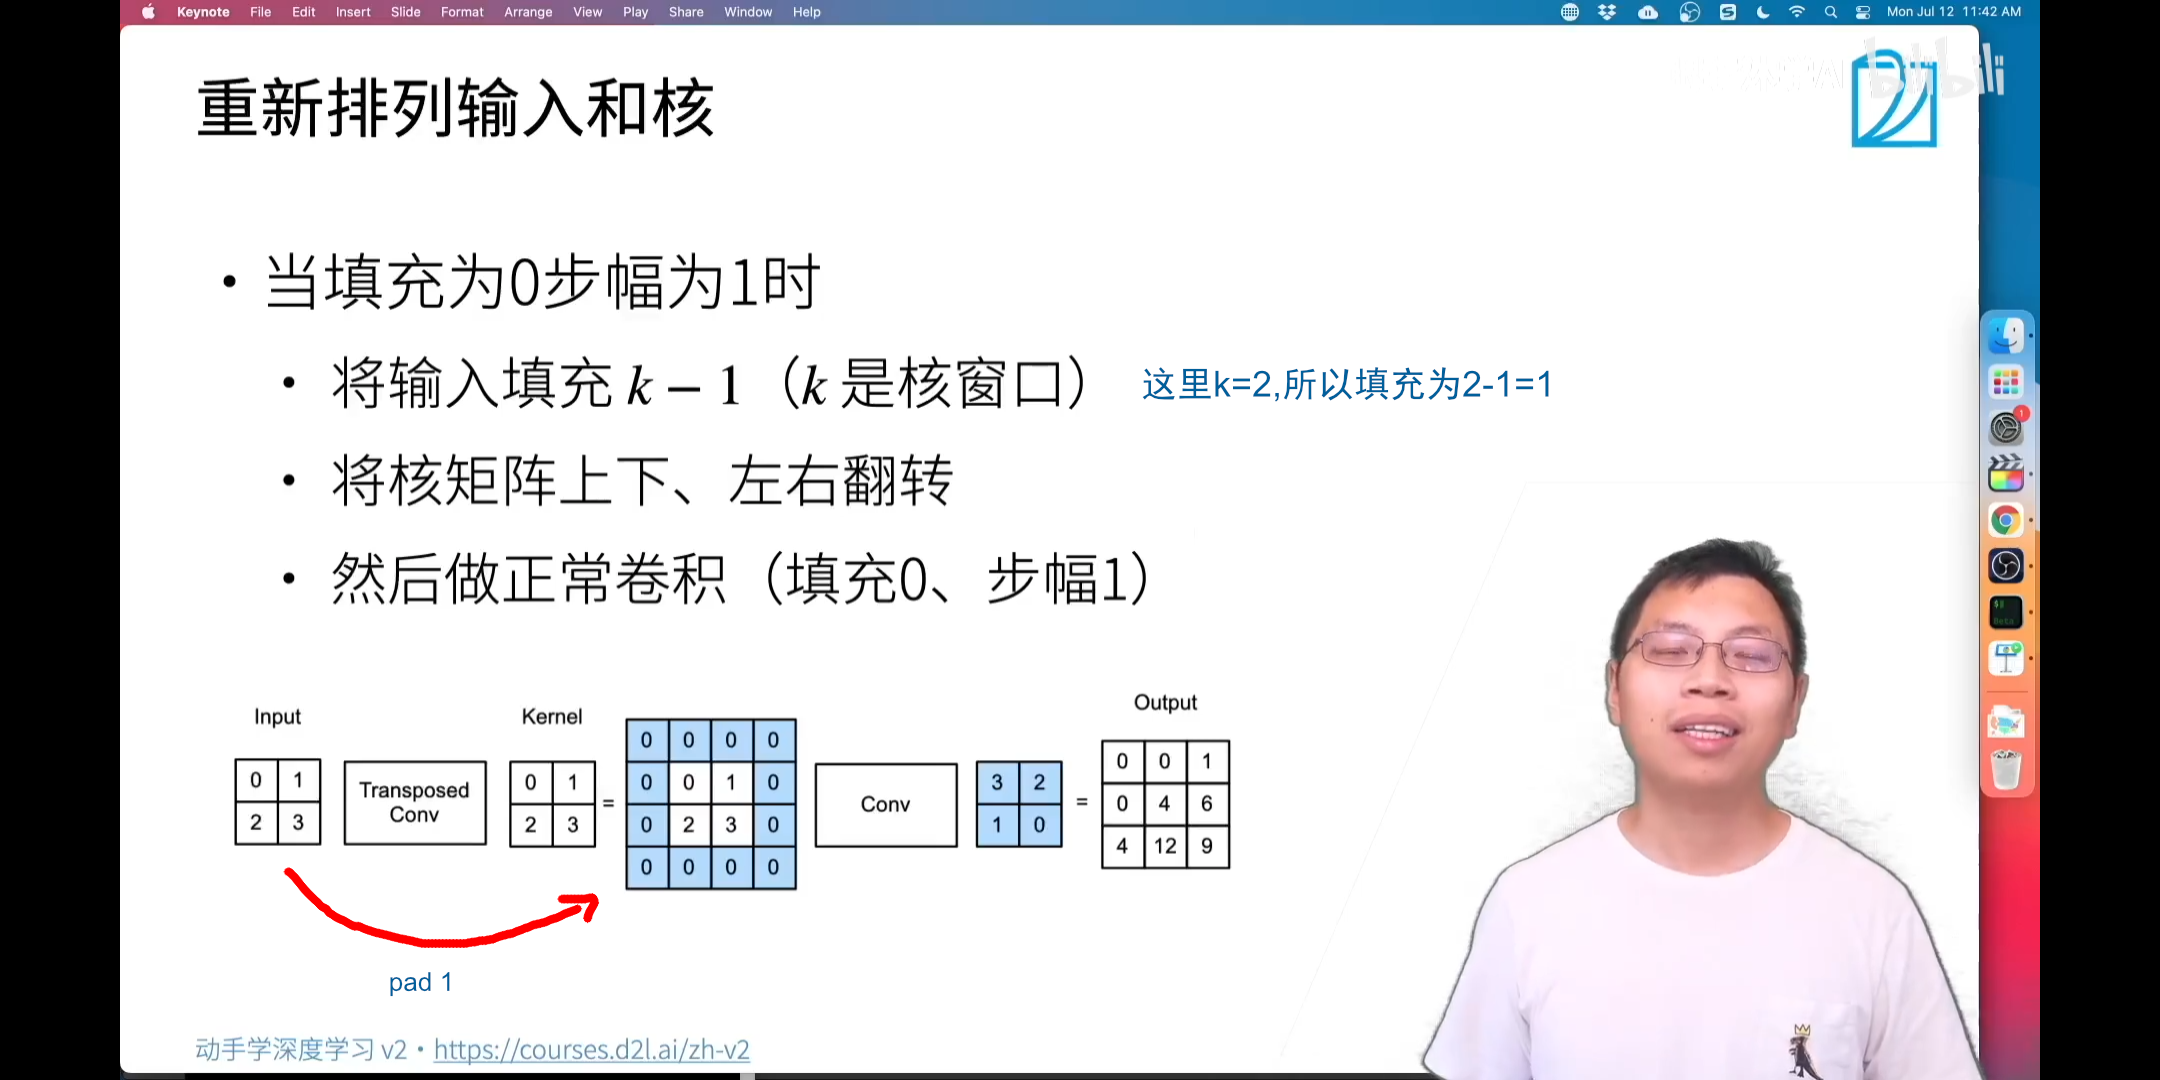 Keynote File Edit Insert Slide Format Arrange View Play Share Window Help Mon Jul 12 11:42 AM
bilibili
重新排列输入和核
• 当填充为0步幅为1时
• 将输入填充 k – 1（k 是核窗口） 这里k=2,所以填充为2-1=1
• 将核矩阵上下、左右翻转
• 然后做正常卷积（填充0、步幅1）
Input Kernel Output
0 1
2 3
Transposed
Conv
0 1
2 3
=
0 0 0 0
0 0 1 0
0 2 3 0
0 0 0 0
Conv
3 2
1 0
=
0 0 1
0 4 6
4 12 9
pad 1
动手学深度学习 v2 • https://courses.d2l.ai/zh-v2